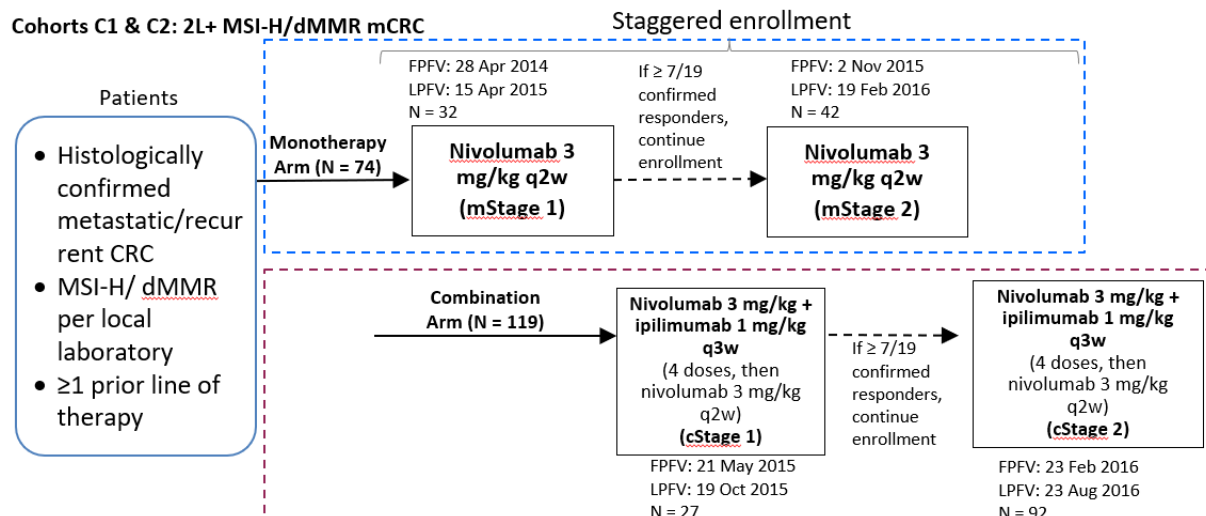 Cohorts C1 & C2: 2L+ MSI-H/dMMR mCRC
Staggered enrollment
Patients
• Histologically
confirmed
metastatic/recur
rent CRC
• MSI-H/ dMMR
per local
laboratory
• ≥1 prior line of
therapy
Monotherapy
Arm (N = 74)
FPFV: 28 Apr 2014
LPFV: 15 Apr 2015
N = 32
Nivolumab 3
mg/kg q2w
(mStage 1)
If ≥ 7/19
confirmed
responders,
continue
enrollment
FPFV: 2 Nov 2015
LPFV: 19 Feb 2016
N = 42
Nivolumab 3
mg/kg q2w
(mStage 2)
Combination
Arm (N = 119)
Nivolumab 3 mg/kg +
ipilimumab 1 mg/kg
q3w
(4 doses, then
nivolumab 3 mg/kg
q2w)
(cStage 1)
FPFV: 21 May 2015
LPFV: 19 Oct 2015
N = 27
If ≥ 7/19
confirmed
responders,
continue
enrollment
Nivolumab 3 mg/kg +
ipilimumab 1 mg/kg
q3w
(4 doses, then
nivolumab 3 mg/kg
q2w)
(cStage 2)
FPFV: 23 Feb 2016
LPFV: 23 Aug 2016
N = 92